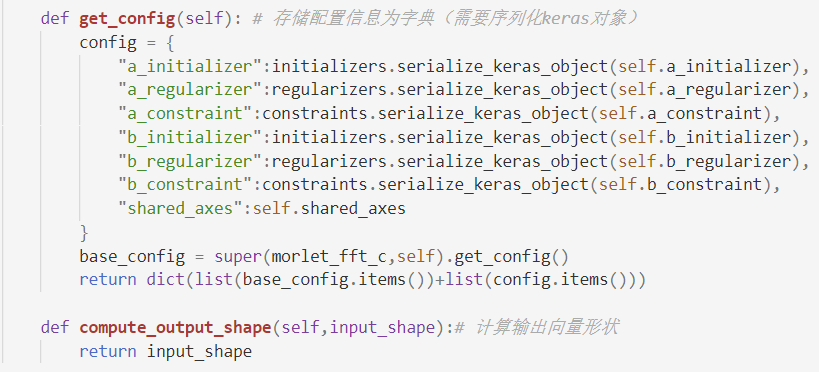 def get_config(self): # 存储配置信息为字典（需要序列化keras对象）
config = {
"a_initializer":initializers.serialize_keras_object(self.a_initializer),
"a_regularizer":regularizers.serialize_keras_object(self.a_regularizer),
"a_constraint":constraints.serialize_keras_object(self.a_constraint),
"b_initializer":initializers.serialize_keras_object(self.b_initializer),
"b_regularizer":regularizers.serialize_keras_object(self.b_regularizer),
"b_constraint":constraints.serialize_keras_object(self.b_constraint),
"shared_axes":self.shared_axes
}
base_config = super(morlet_fft_c,self).get_config()
return dict(list(base_config.items())+list(config.items()))
def compute_output_shape(self,input_shape):# 计算输出向量形状
return input_shape